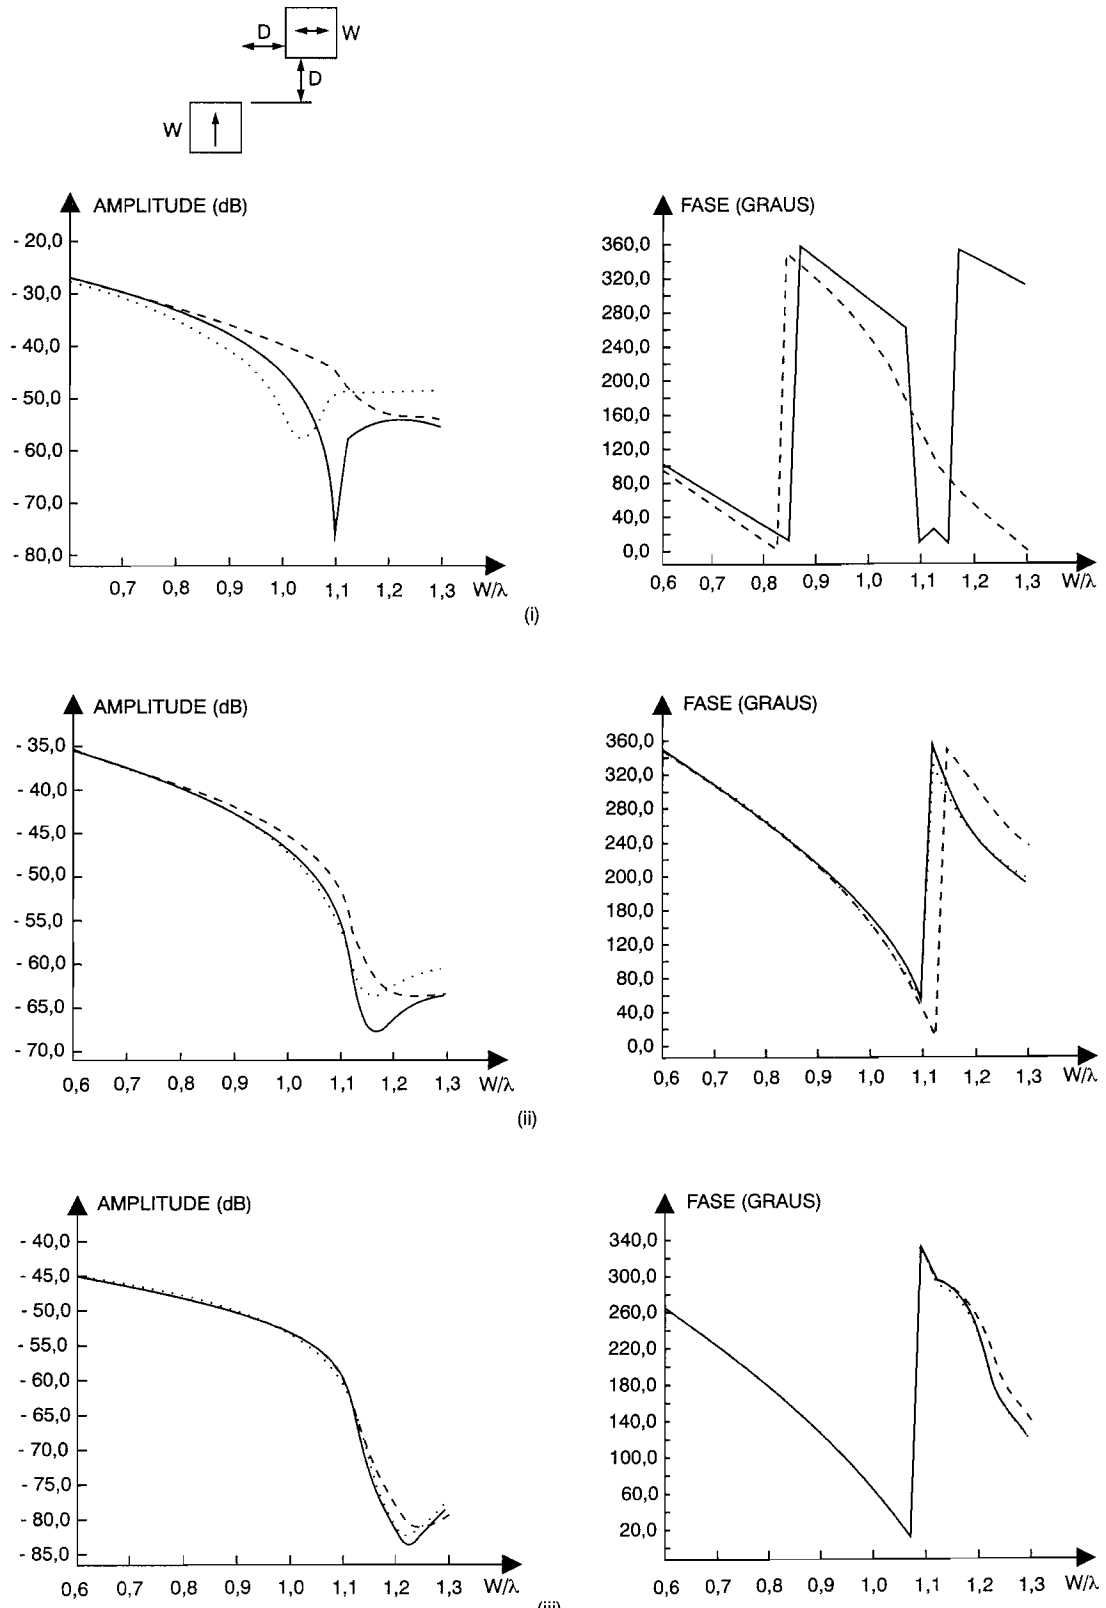 D
W
D
W
AMPLITUDE (dB)
- 20,0
- 30,0
- 40,0
- 50,0
- 60,0
- 70,0
- 80,0
0,7 0,8 0,9 1,0 1,1 1,2 1,3 W/λ
FASE (GRAUS)
360,0
320,0
280,0
240,0
200,0
160,0
120,0
80,0
40,0
0,0
0,6 0,7 0,8 0,9 1,0 1,1 1,2 1,3 W/λ
(i)
AMPLITUDE (dB)
- 35,0
- 40,0
- 45,0
- 50,0
- 55,0
- 60,0
- 65,0
- 70,0
0,6 0,7 0,8 0,9 1,0 1,1 1,2 1,3 W/λ
FASE (GRAUS)
360,0
320,0
280,0
240,0
200,0
180,0
120,0
80,0
40,0
0,0
0,6 0,7 0,8 0,9 1,0 1,1 1,2 1,3 W/λ
(ii)
AMPLITUDE (dB)
- 40,0
- 45,0
- 50,0
- 55,0
- 60,0
- 65,0
- 70,0
- 75,0
- 80,0
- 85,0
0,6 0,7 0,8 0,9 1,0 1,1 1,2 1,3 W/λ
FASE (GRAUS)
340,0
300,0
260,0
220,0
180,0
140,0
100,0
60,0
20,0
0,6 0,7 0,8 0,9 1,0 1,1 1,2 1,3 W/λ
(iii)